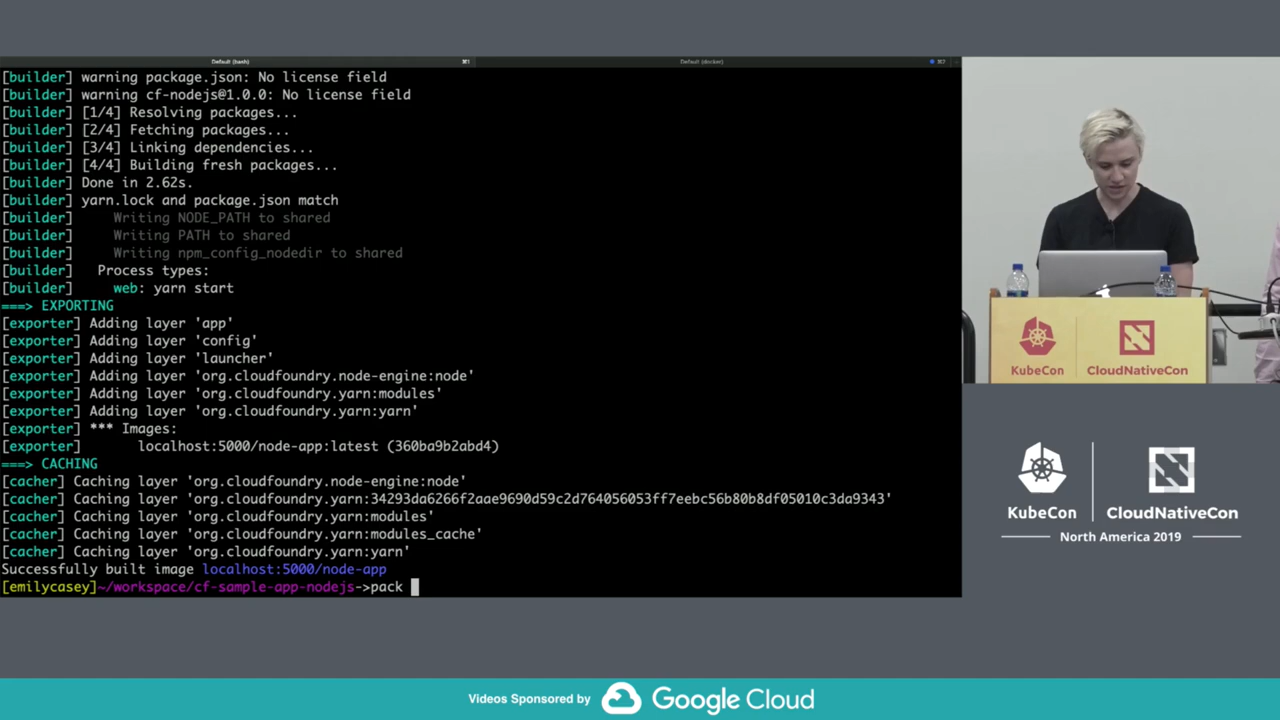 Default (bash) ⌘1 Default (docker) ⌘2
[builder] warning package.json: No license field
[builder] warning cf-nodejs@1.0.0: No license field
[builder] [1/4] Resolving packages...
[builder] [2/4] Fetching packages...
[builder] [3/4] Linking dependencies...
[builder] [4/4] Building fresh packages...
[builder] Done in 2.62s.
[builder] yarn.lock and package.json match
[builder]     Writing NODE_PATH to shared
[builder]     Writing PATH to shared
[builder]     Writing npm_config_nodedir to shared
[builder]   Process types:
[builder]     web: yarn start
===> EXPORTING
[exporter] Adding layer 'app'
[exporter] Adding layer 'config'
[exporter] Adding layer 'launcher'
[exporter] Adding layer 'org.cloudfoundry.node-engine:node'
[exporter] Adding layer 'org.cloudfoundry.yarn:modules'
[exporter] Adding layer 'org.cloudfoundry.yarn:yarn'
[exporter] *** Images:
[exporter]       localhost:5000/node-app:latest (360ba9b2abd4)
===> CACHING
[cacher] Caching layer 'org.cloudfoundry.node-engine:node'
[cacher] Caching layer 'org.cloudfoundry.yarn:34293da6266f2aae9690d59c2d764056053ff7eebc56b80b8df05010c3da9343'
[cacher] Caching layer 'org.cloudfoundry.yarn:modules'
[cacher] Caching layer 'org.cloudfoundry.yarn:modules_cache'
[cacher] Caching layer 'org.cloudfoundry.yarn:yarn'
Successfully built image localhost:5000/node-app
[emilycasey]~/workspace/cf-sample-app-nodejs->pack
KubeCon CloudNativeCon
KubeCon CloudNativeCon
North America 2019
Videos Sponsored by Google Cloud